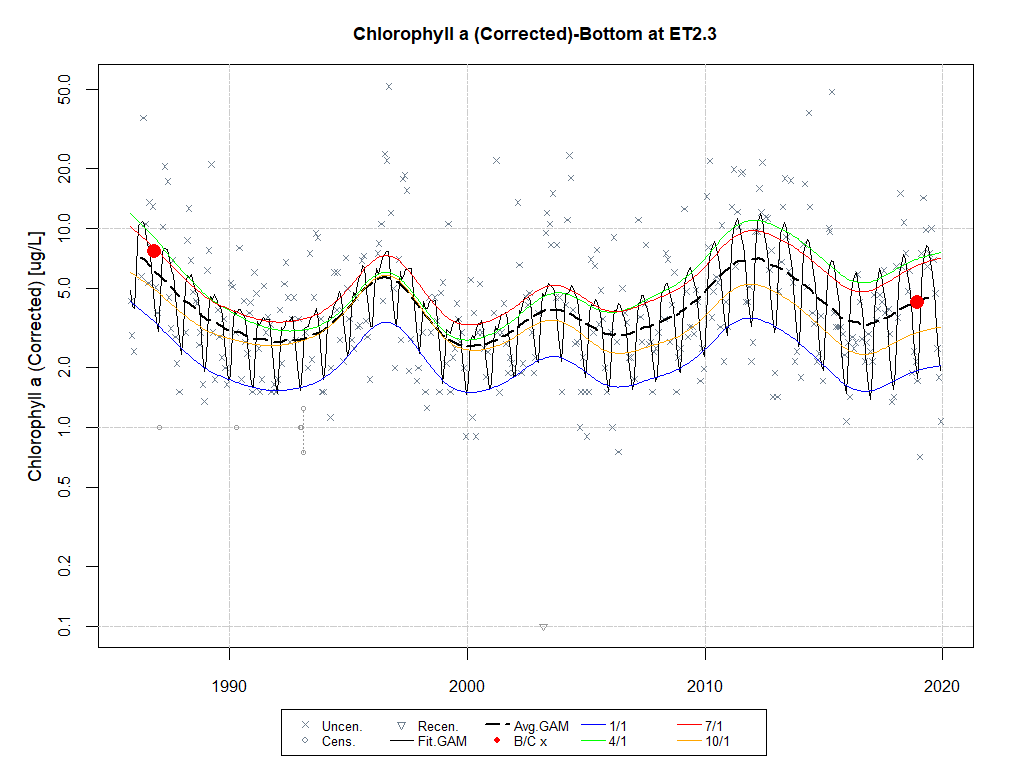 Chlorophyll a (Corrected)-Bottom at ET2.3
Chlorophyll a (Corrected) [ug/L]
50.0
20.0
10.0
5.0
2.0
1.0
0.5
0.2
0.1
1990 2000 2010 2020
Uncen. Recen. Avg.GAM 1/1 7/1
Cens. Fit.GAM B/C x 4/1 10/1